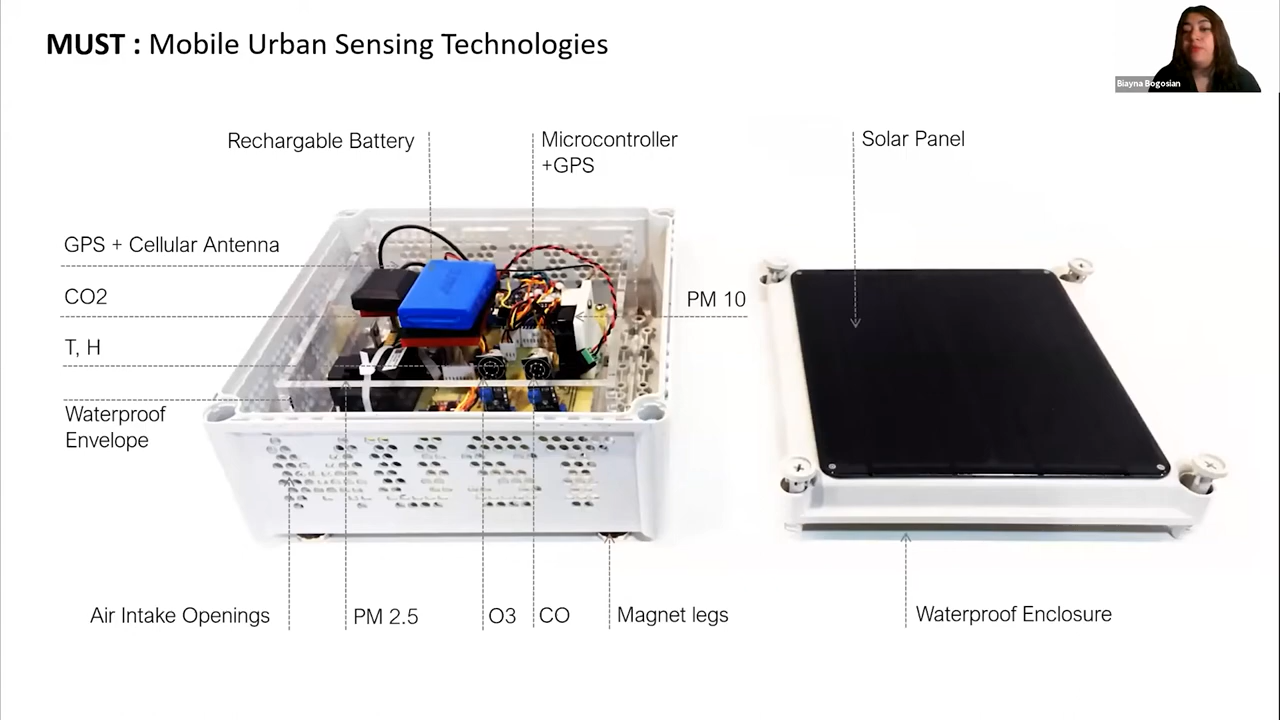 MUST : Mobile Urban Sensing Technologies
Biayna Bogosian
Rechargable Battery
Microcontroller
+GPS
Solar Panel
GPS + Cellular Antenna
CO2
PM 10
T, H
Waterproof
Envelope
Air Intake Openings
PM 2.5
O3
CO
Magnet legs
Waterproof Enclosure